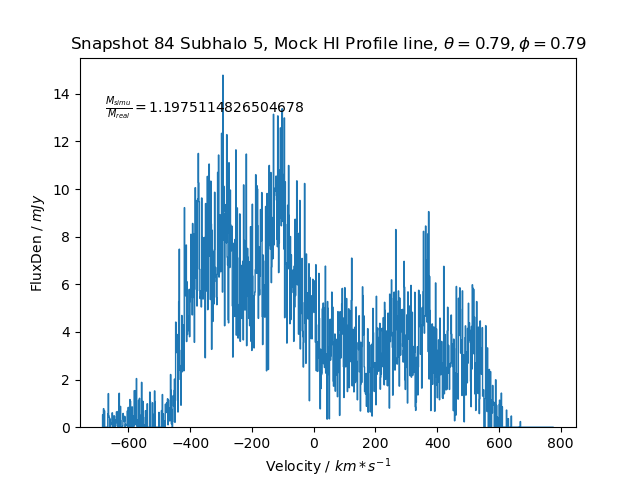 Snapshot 84 Subhalo 5, Mock HI Profile line, θ = 0.79, ϕ = 0.79
M_simu/M_real = 1.1975114826504678
FluxDen / mJy
14
12
10
8
6
4
2
0
−600 −400 −200 0 200 400 600 800
Velocity / km * s⁻¹